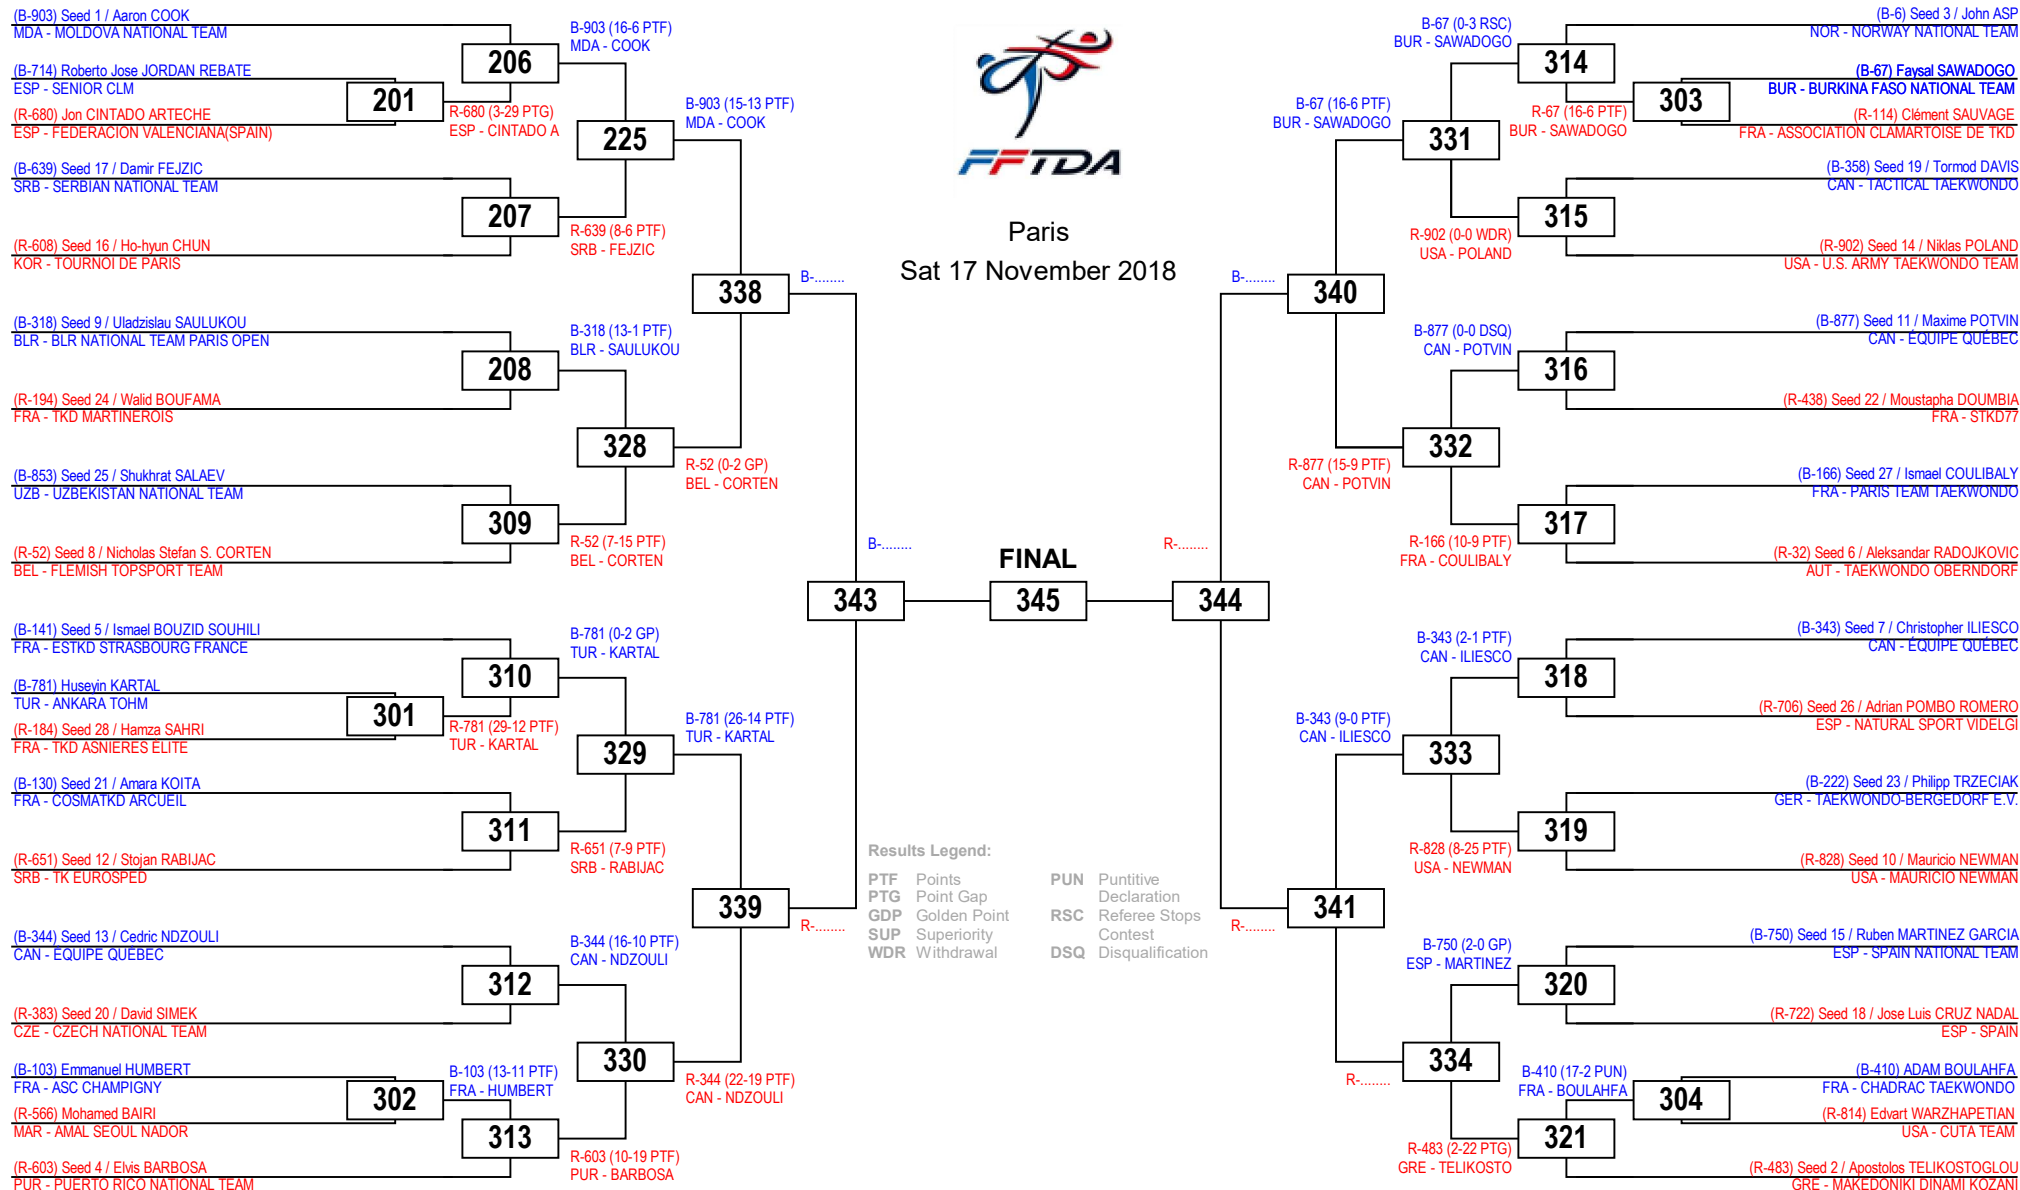 (B-903) Seed 1 / Aaron COOK
MDA - MOLDOVA NATIONAL TEAM
(B-714) Roberto Jose JORDAN REBATE
ESP - SENIOR CLM
(R-680) Jon CINTADO ARTECHE
ESP - FEDERACION VALENCIANA(SPAIN)
(B-639) Seed 17 / Damir FEJZIC
SRB - SERBIAN NATIONAL TEAM
(R-608) Seed 16 / Ho-hyun CHUN
KOR - TOURNOI DE PARIS
(B-318) Seed 9 / Uladzislau SAULUKOU
BLR - BLR NATIONAL TEAM PARIS OPEN
(R-194) Seed 24 / Walid BOUFAMA
FRA - TKD MARTINEROIS
(B-853) Seed 25 / Shukhrat SALAEV
UZB - UZBEKISTAN NATIONAL TEAM
(R-52) Seed 8 / Nicholas Stefan S. CORTEN
BEL - FLEMISH TOPSPORT TEAM
(B-141) Seed 5 / Ismael BOUZID SOUHILI
FRA - ESTKD STRASBOURG FRANCE
(B-781) Huseyin KARTAL
TUR - ANKARA TOHM
(R-184) Seed 28 / Hamza SAHRI
FRA - TKD ASNIERES ÉLITE
(B-130) Seed 21 / Amara KOITA
FRA - COSMATKD ARCUEIL
(R-651) Seed 12 / Stojan RABIJAC
SRB - TK EUROSPED
(B-344) Seed 13 / Cedric NDZOULI
CAN - ÉQUIPE QUÉBEC
(R-383) Seed 20 / David SIMEK
CZE - CZECH NATIONAL TEAM
(B-103) Emmanuel HUMBERT
FRA - ASC CHAMPIGNY
(R-566) Mohamed BAIRI
MAR - AMAL SEOUL NADOR
(R-603) Seed 4 / Elvis BARBOSA
PUR - PUERTO RICO NATIONAL TEAM
201
301
302
R-680 (3-29 PTG)
ESP - CINTADO A
R-781 (29-12 PTF)
TUR - KARTAL
B-103 (13-11 PTF)
FRA - HUMBERT
206
207
208
309
310
311
312
313
B-903 (16-6 PTF)
MDA - COOK
R-639 (8-6 PTF)
SRB - FEJZIC
B-318 (13-1 PTF)
BLR - SAULUKOU
R-52 (7-15 PTF)
BEL - CORTEN
B-781 (0-2 GP)
TUR - KARTAL
R-651 (7-9 PTF)
SRB - RABIJAC
B-344 (16-10 PTF)
CAN - NDZOULI
R-603 (10-19 PTF)
PUR - BARBOSA
225
328
329
330
B-903 (15-13 PTF)
MDA - COOK
R-52 (0-2 GP)
BEL - CORTEN
B-781 (26-14 PTF)
TUR - KARTAL
R-344 (22-19 PTF)
CAN - NDZOULI
338
339
B-........
R-........
343
B-........
FFTDA
Paris
Sat 17 November 2018
FINAL
345
Results Legend:
PTF Points
PTG Point Gap
GDP Golden Point
SUP Superiority
WDR Withdrawal
PUN Puntitive
Declaration
RSC Referee Stops
Contest
DSQ Disqualification
R-........
344
B-........
R-........
340
341
B-67 (16-6 PTF)
BUR - SAWADOGO
R-877 (15-9 PTF)
CAN - POTVIN
B-343 (9-0 PTF)
CAN - ILIESCO
R-........
331
332
333
334
B-67 (0-3 RSC)
BUR - SAWADOGO
R-902 (0-0 WDR)
USA - POLAND
B-877 (0-0 DSQ)
CAN - POTVIN
R-166 (10-9 PTF)
FRA - COULIBALY
B-343 (2-1 PTF)
CAN - ILIESCO
R-828 (8-25 PTF)
USA - NEWMAN
B-750 (2-0 GP)
ESP - MARTINEZ
R-483 (2-22 PTG)
GRE - TELIKOSTO
314
315
316
317
318
319
320
321
R-67 (16-6 PTF)
BUR - SAWADOGO
B-410 (17-2 PUN)
FRA - BOULAHFA
303
304
(B-6) Seed 3 / John ASP
NOR - NORWAY NATIONAL TEAM
(B-67) Faysal SAWADOGO
BUR - BURKINA FASO NATIONAL TEAM
(R-114) Clément SAUVAGE
FRA - ASSOCIATION CLAMARTOISE DE TKD
(B-358) Seed 19 / Tormod DAVIS
CAN - TACTICAL TAEKWONDO
(R-902) Seed 14 / Niklas POLAND
USA - U.S. ARMY TAEKWONDO TEAM
(B-877) Seed 11 / Maxime POTVIN
CAN - ÉQUIPE QUÉBEC
(R-438) Seed 22 / Moustapha DOUMBIA
FRA - STKD77
(B-166) Seed 27 / Ismael COULIBALY
FRA - PARIS TEAM TAEKWONDO
(R-32) Seed 6 / Aleksandar RADOJKOVIC
AUT - TAEKWONDO OBERNDORF
(B-343) Seed 7 / Christopher ILIESCO
CAN - ÉQUIPE QUÉBEC
(R-706) Seed 26 / Adrian POMBO ROMERO
ESP - NATURAL SPORT VIDELGI
(B-222) Seed 23 / Philipp TRZECIAK
GER - TAEKWONDO-BERGEDORF E.V.
(R-828) Seed 10 / Mauricio NEWMAN
USA - MAURICIO NEWMAN
(B-750) Seed 15 / Ruben MARTINEZ GARCIA
ESP - SPAIN NATIONAL TEAM
(R-722) Seed 18 / Jose Luis CRUZ NADAL
ESP - SPAIN
(B-410) ADAM BOULAHFA
FRA - CHADRAC TAEKWONDO
(R-814) Edvart WARZHAPETIAN
USA - CUTA TEAM
(R-483) Seed 2 / Apostolos TELIKOSTOGLOU
GRE - MAKEDONIKI DINAMI KOZANI